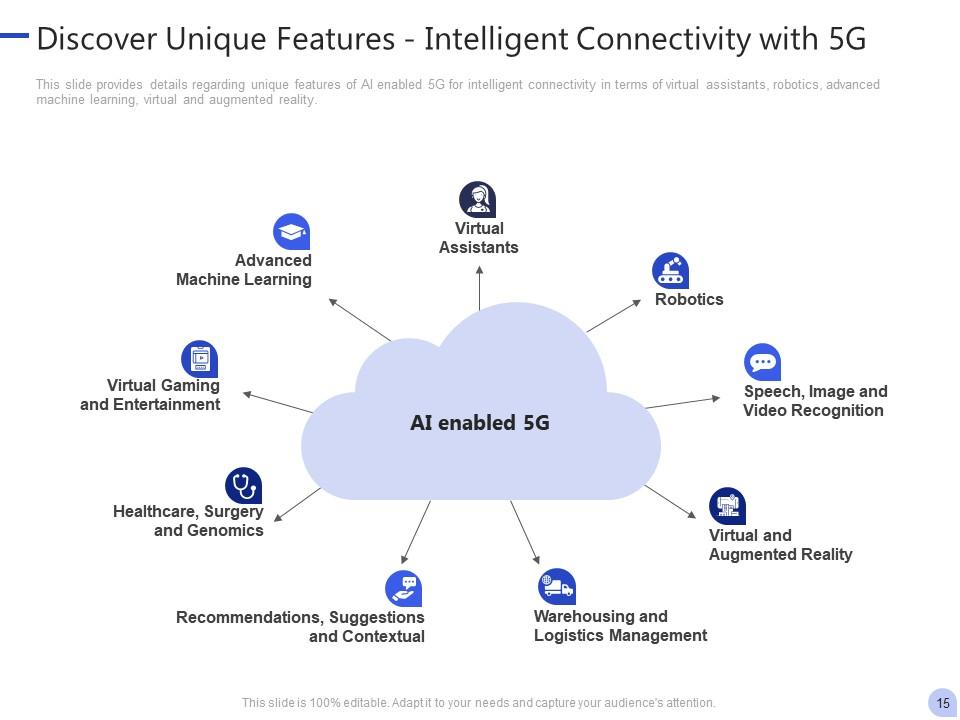 Discover Unique Features - Intelligent Connectivity with 5G
This slide provides details regarding unique features of AI enabled 5G for intelligent connectivity in terms of virtual assistants, robotics, advanced
machine learning, virtual and augmented reality.
Virtual
Assistants
Advanced
Machine Learning
Robotics
Virtual Gaming
and Entertainment
Speech, Image and
Video Recognition
AI enabled 5G
Healthcare, Surgery
and Genomics
Virtual and
Augmented Reality
Recommendations, Suggestions
and Contextual
Warehousing and
Logistics Management
This slide is 100% editable. Adapt it to your needs and capture your audience's attention.
15